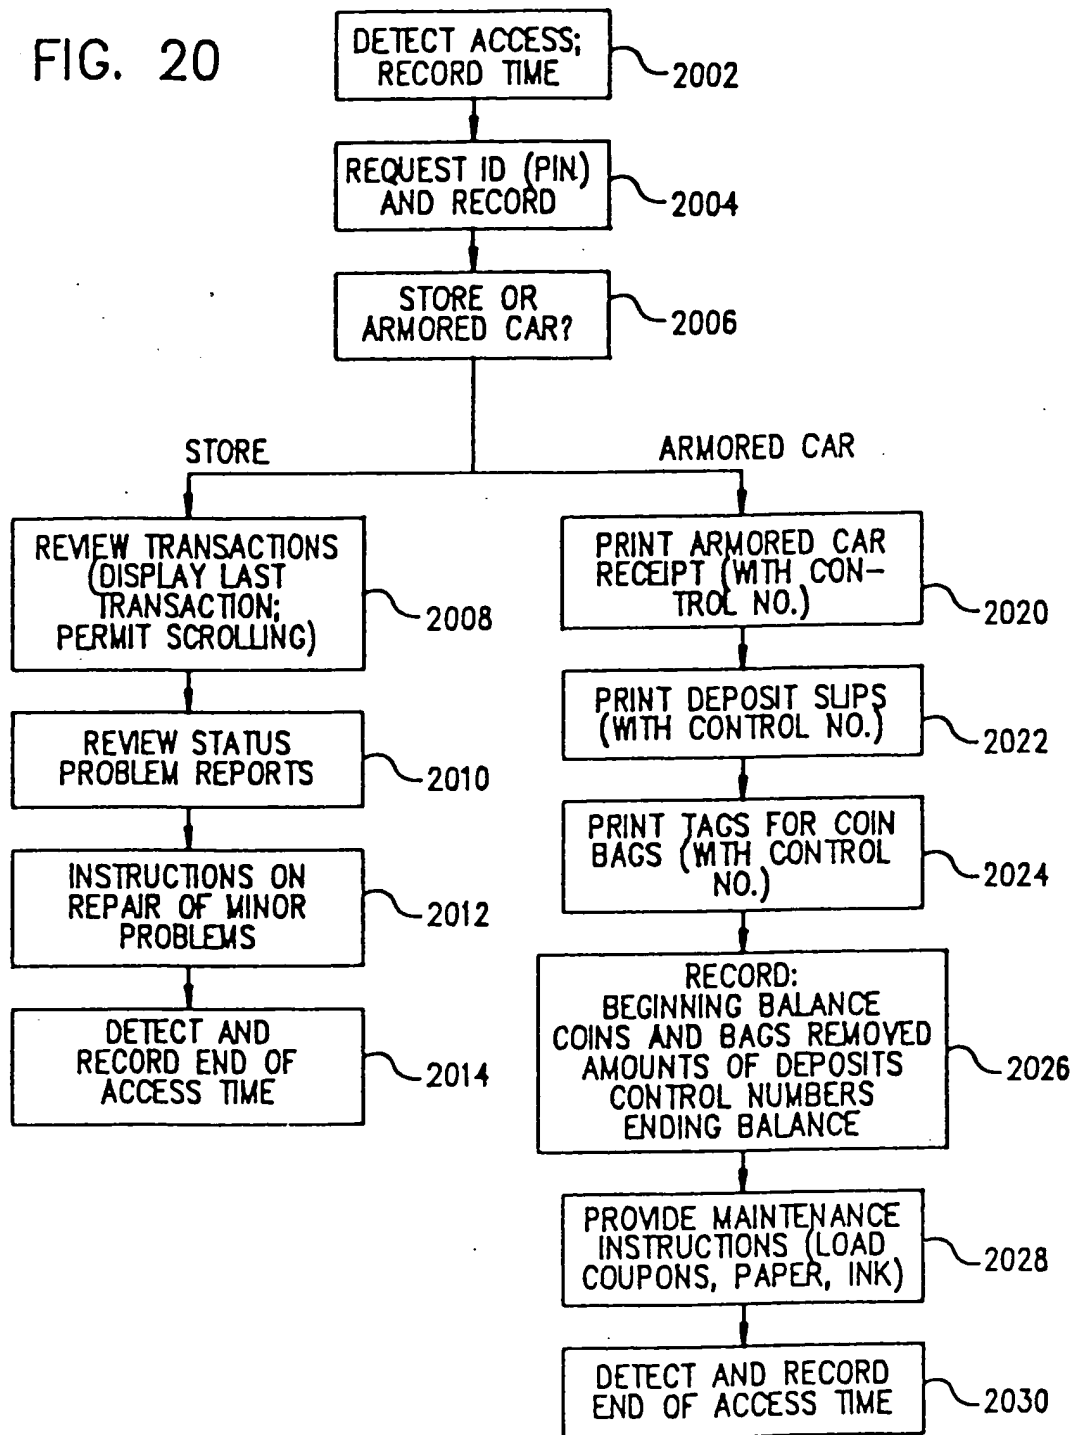 FIG. 20
DETECT ACCESS;
RECORD TIME
2002
REQUEST ID (PIN)
AND RECORD
2004
STORE OR
ARMORED CAR?
2006
STORE
ARMORED CAR
REVIEW TRANSACTIONS
(DISPLAY LAST
TRANSACTION;
PERMIT SCROLLING)
2008
REVIEW STATUS
PROBLEM REPORTS
2010
INSTRUCTIONS ON
REPAIR OF MINOR
PROBLEMS
2012
DETECT AND
RECORD END OF
ACCESS TIME
2014
PRINT ARMORED CAR
RECEIPT (WITH CON-
TROL NO.)
2020
PRINT DEPOSIT SLIPS
(WITH CONTROL NO.)
2022
PRINT TAGS FOR COIN
BAGS (WITH CONTROL
NO.)
2024
RECORD:
BEGINNING BALANCE
COINS AND BAGS REMOVED
AMOUNTS OF DEPOSITS
CONTROL NUMBERS
ENDING BALANCE
2026
PROVIDE MAINTENANCE
INSTRUCTIONS (LOAD
COUPONS, PAPER, INK)
2028
DETECT AND RECORD
END OF ACCESS TIME
2030